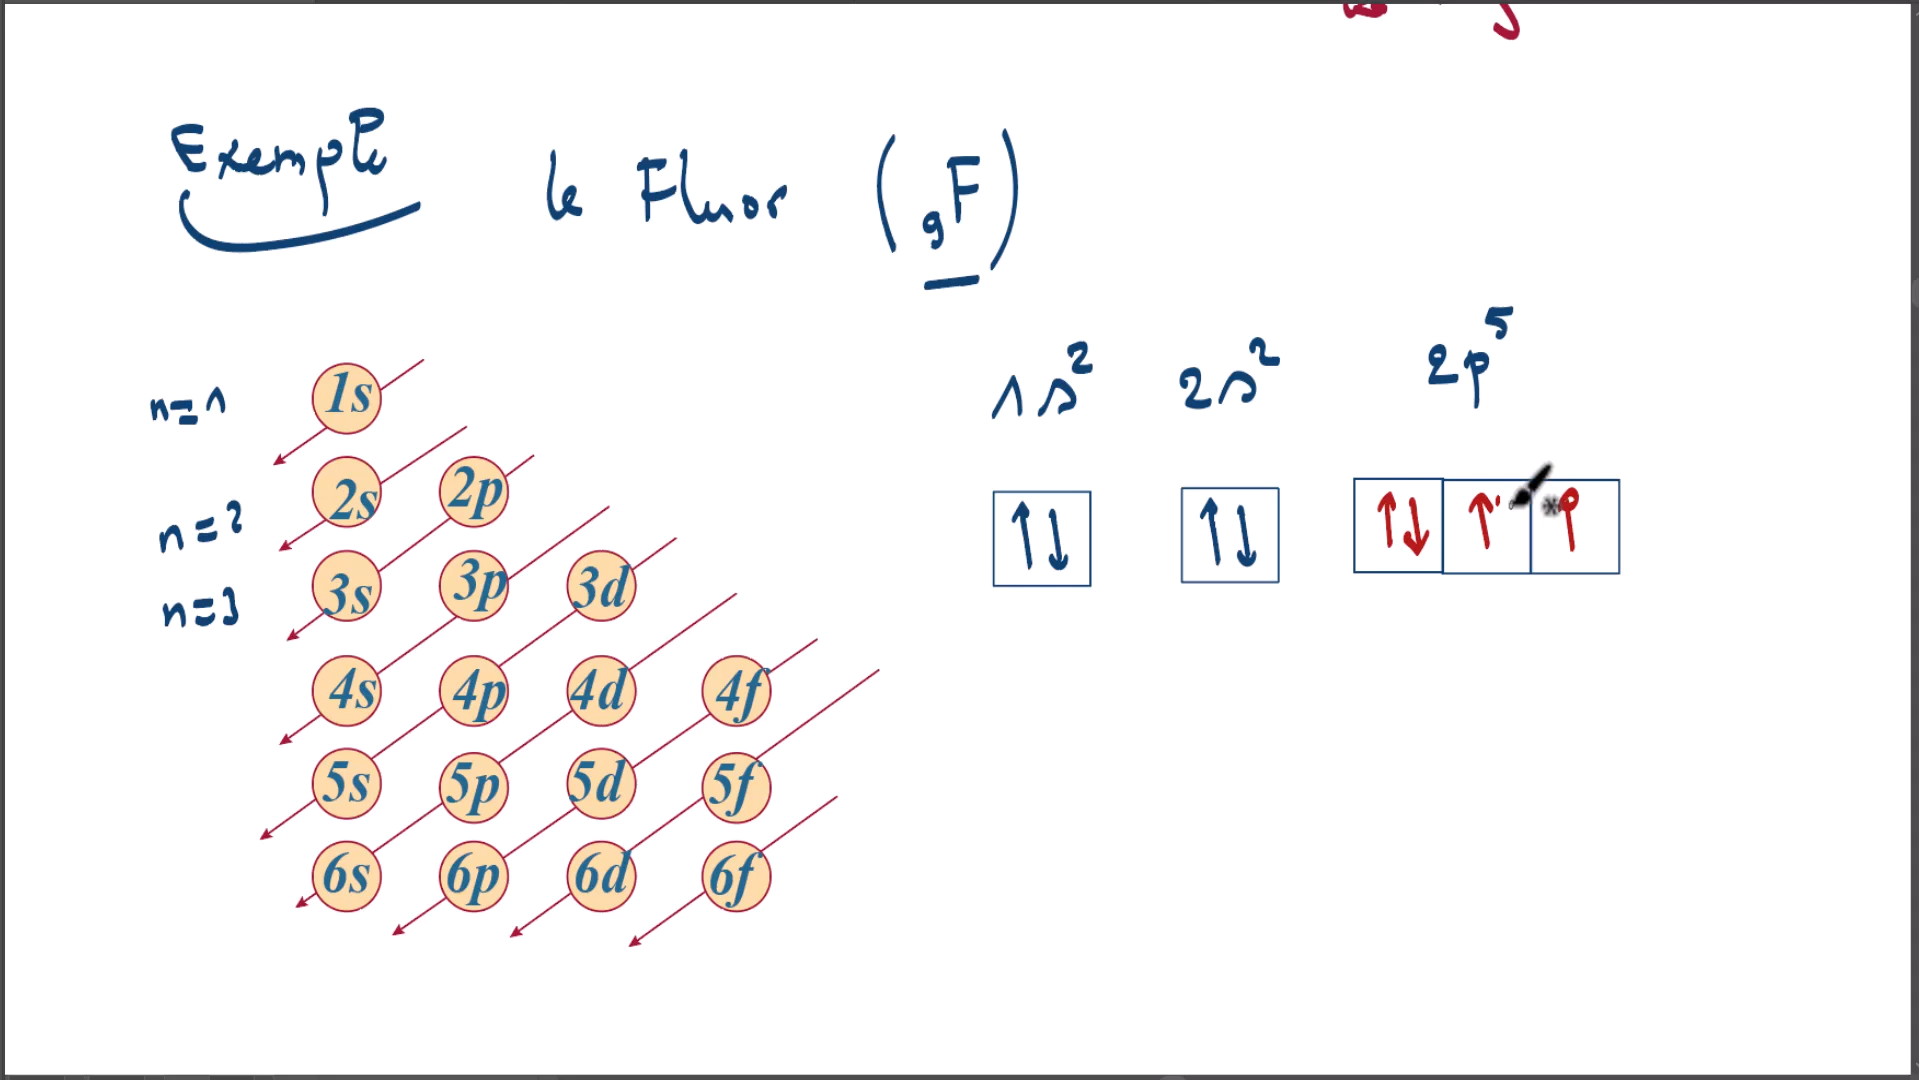 Exemple le Fluor (₉F)
1s² 2s² 2p⁵
n=1 1s
n=2 2s 2p
n=3 3s 3p 3d
4s 4p 4d 4f
5s 5p 5d 5f
6s 6p 6d 6f